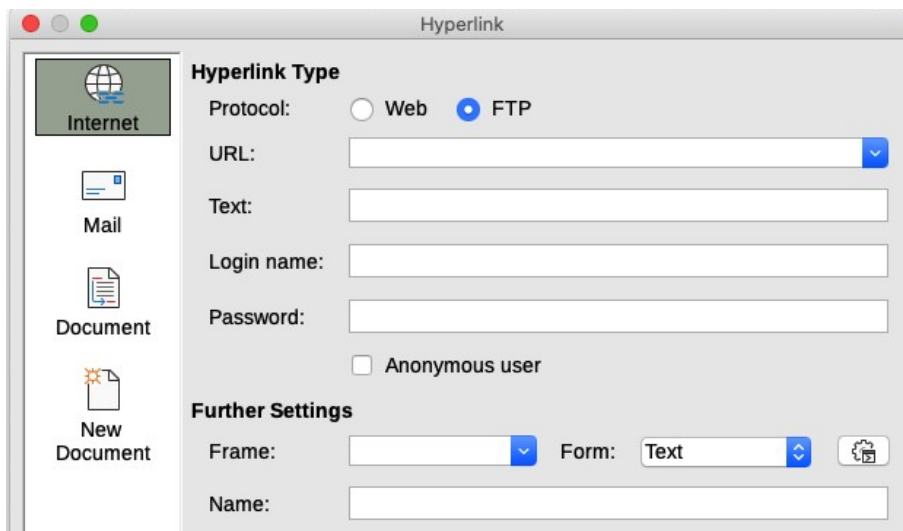 Hyperlink
Internet
Mail
Document
New
Document
Hyperlink Type
Protocol: Web FTP
URL:
Text:
Login name:
Password:
Anonymous user
Further Settings
Frame: Form: Text
Name: